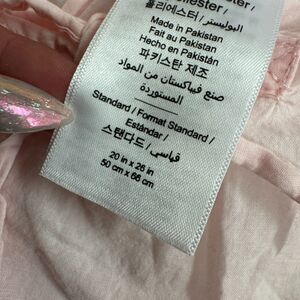 폴리에스터 /
البوليستر /
Made in Pakistan
Fait au Pakistan
Hecho en Pakistán
파키스탄 제조
صنع فيباكستان من المواد
المستوردة
Standard / Format Standard /
Estándar /
스탠다드 / قياسي
20 in x 26 in
50 cm x 66 cm